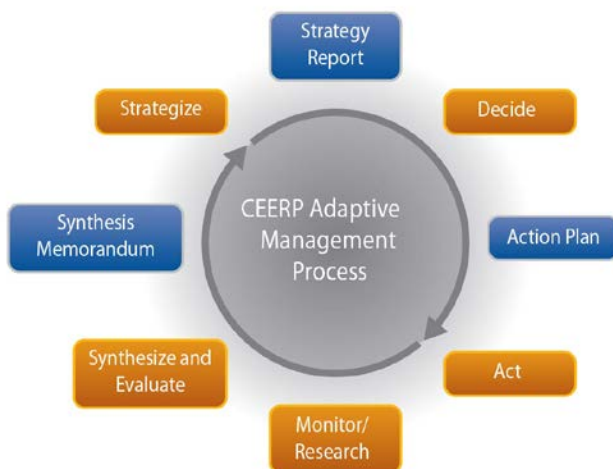 Strategy
Report
Strategize
Decide
CEERP Adaptive
Management
Process
Synthesis
Memorandum
Action Plan
Synthesize and
Evaluate
Act
Monitor/
Research